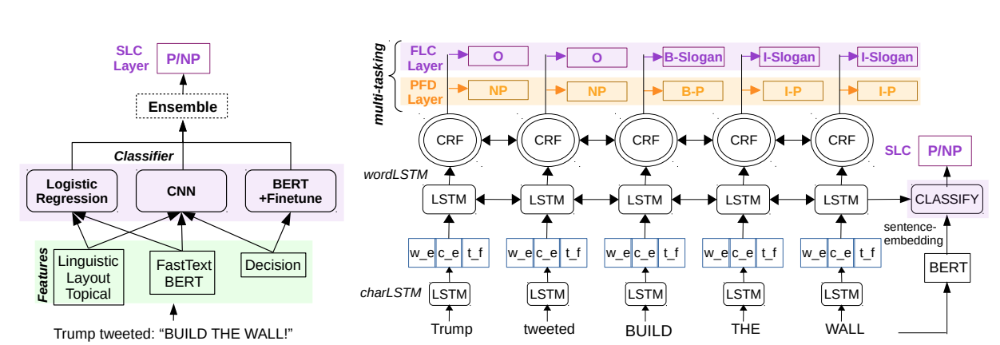 SLC
Layer
P/NP
Ensemble
Classifier
Logistic
Regression
CNN
BERT
+Finetune
Features
Linguistic
Layout
Topical
FastText
BERT
Decision
Trump tweeted: “BUILD THE WALL!”
multi-tasking
FLC
Layer
O
O
B-Slogan
I-Slogan
I-Slogan
PFD
Layer
NP
NP
B-P
I-P
I-P
CRF
CRF
CRF
CRF
CRF
SLC
P/NP
wordLSTM
LSTM
LSTM
LSTM
LSTM
LSTM
CLASSIFY
sentence-
embedding
w_e c_e t_f
w_e c_e t_f
w_e c_e t_f
w_e c_e t_f
w_e c_e t_f
BERT
charLSTM
LSTM
LSTM
LSTM
LSTM
LSTM
Trump
tweeted
BUILD
THE
WALL